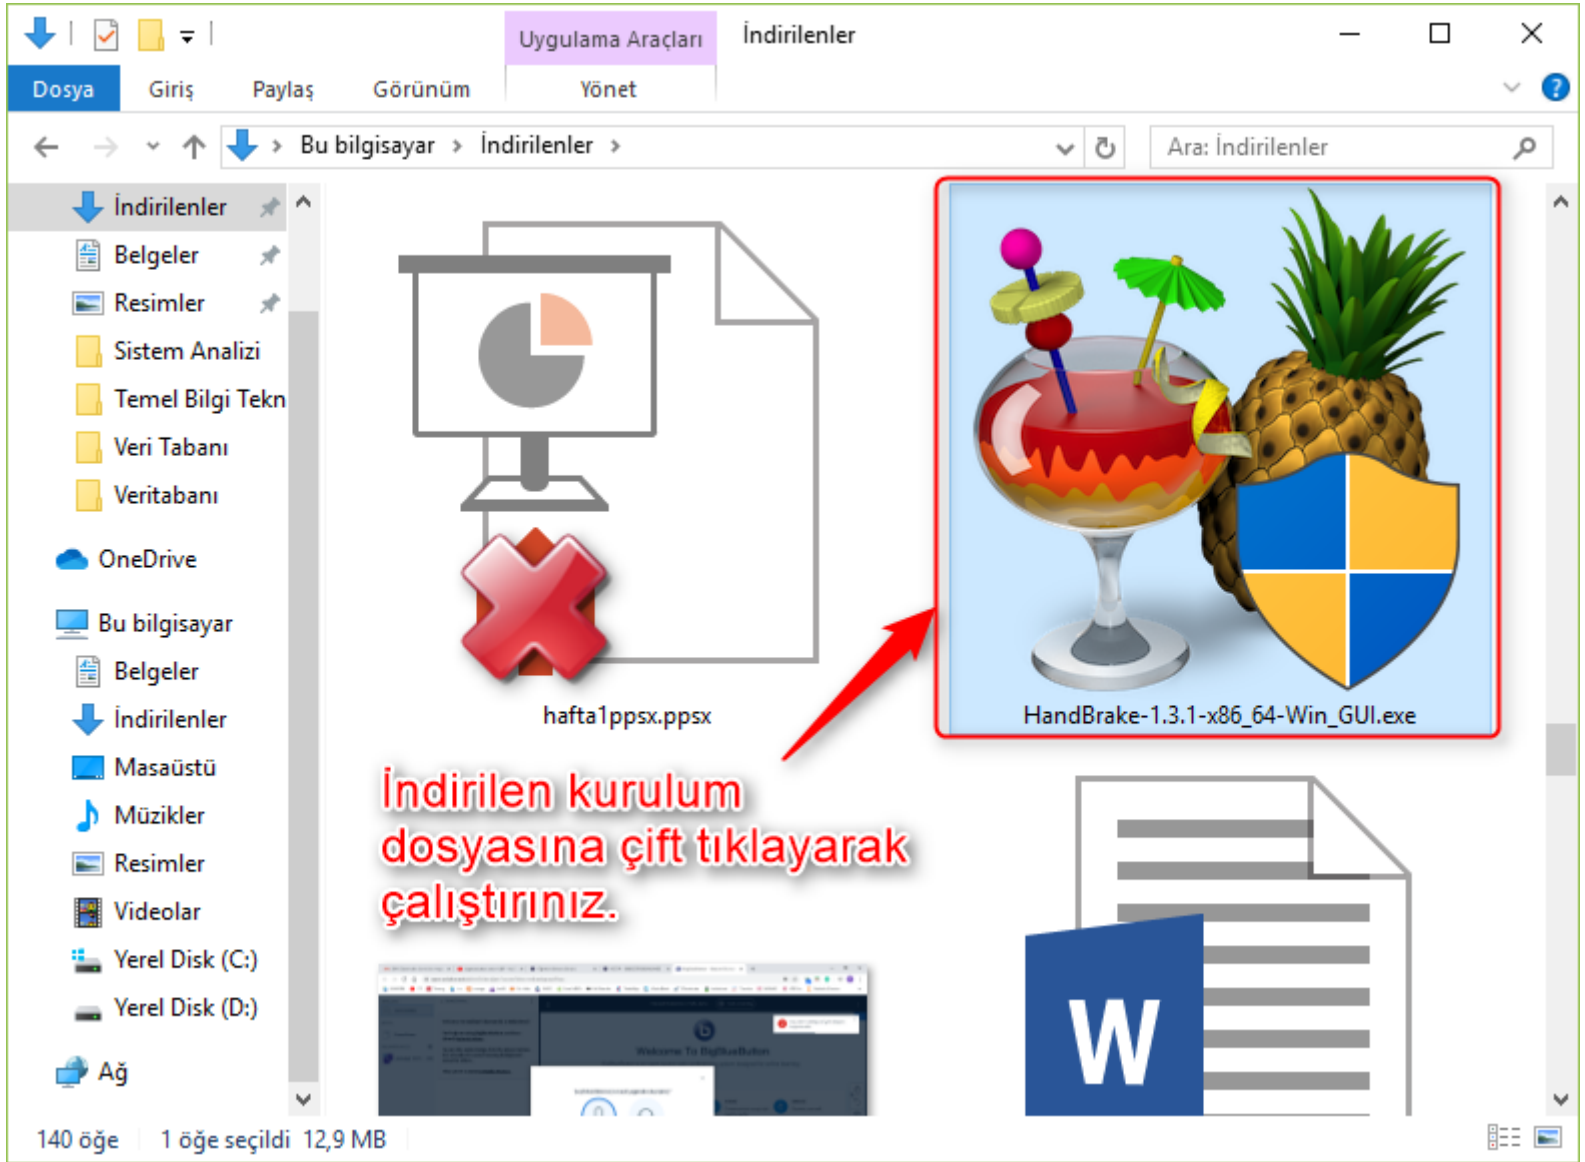 Uygulama Araçları
İndirilenler
Dosya
Giriş
Paylaş
Görünüm
Yönet
Bu bilgisayar > İndirilenler >
Ara: İndirilenler
İndirilenler
Belgeler
Resimler
Sistem Analizi
Temel Bilgi Tekn
Veri Tabanı
Veritabanı
OneDrive
Bu bilgisayar
Belgeler
İndirilenler
Masaüstü
Müzikler
Resimler
Videolar
Yerel Disk (C:)
Yerel Disk (D:)
Ağ
hafta1ppsx.ppsx
HandBrake-1.3.1-x86_64-Win_GUI.exe
İndirilen kurulum
dosyasına çift tıklayarak
çalıştırınız.
Welcome To BigBlueButton
W
140 öğe
1 öğe seçildi 12,9 MB